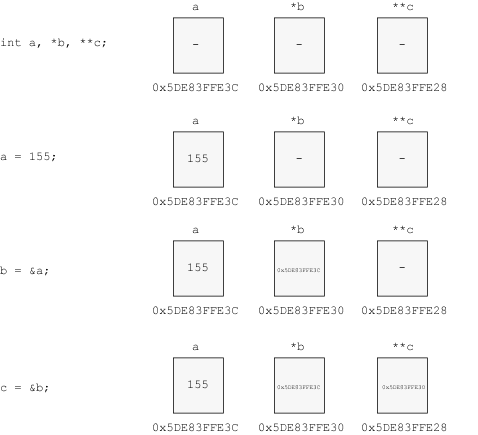 a *b **c
int a, *b, **c; - - -
0x5DE83FFE3C 0x5DE83FFE30 0x5DE83FFE28
a *b **c
a = 155; 155 - -
0x5DE83FFE3C 0x5DE83FFE30 0x5DE83FFE28
a *b **c
b = &a; 155 0x5DE83FFE3C -
0x5DE83FFE3C 0x5DE83FFE30 0x5DE83FFE28
a *b **c
c = &b; 155 0x5DE83FFE3C 0x5DE83FFE30
0x5DE83FFE3C 0x5DE83FFE30 0x5DE83FFE28